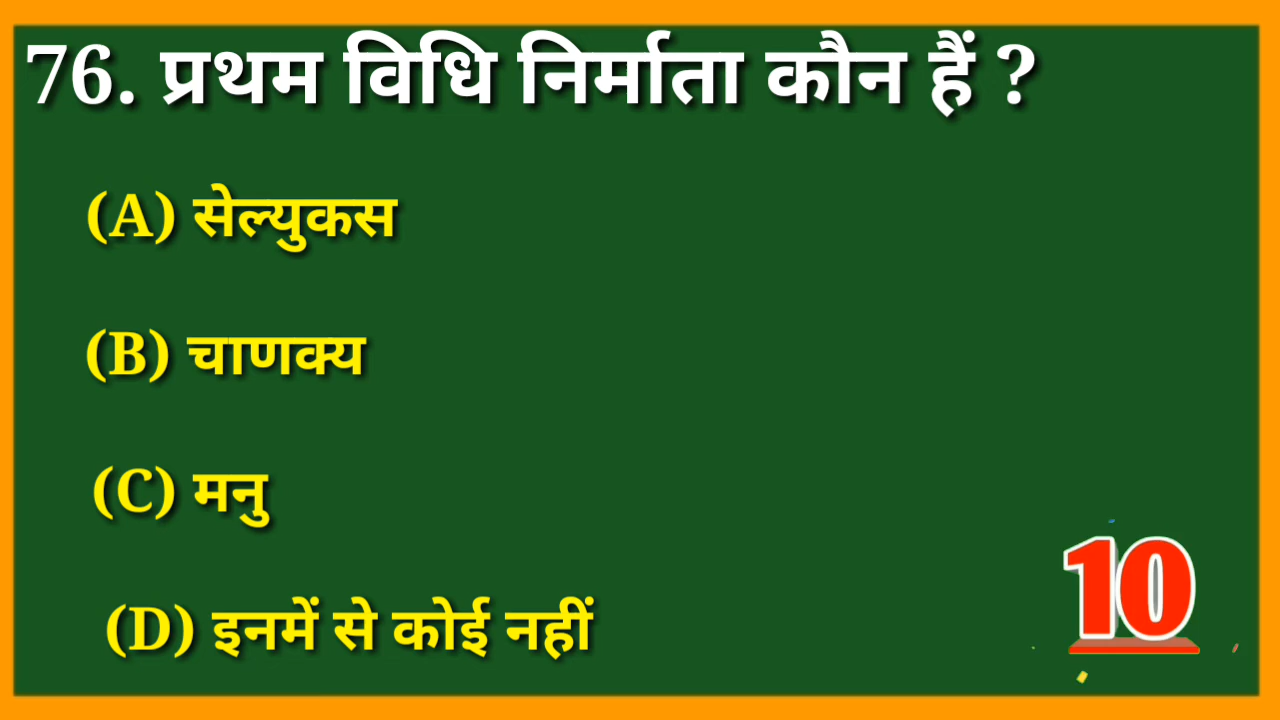 76. प्रथम विधि निर्माता कौन हैं ?
(A) सेल्युकस
(B) चाणक्य
(C) मनु
(D) इनमें से कोई नहीं
10